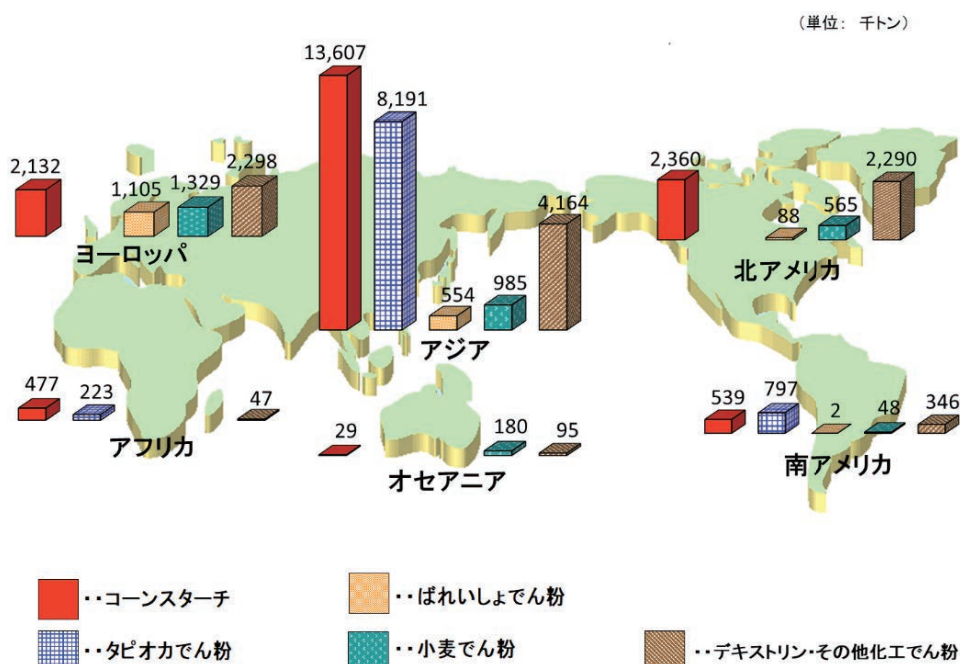 （単位： 千トン）
13,607
8,191
2,132
1,105
1,329
2,298
ヨーロッパ
554
985
4,164
アジア
2,360
88
565
2,290
北アメリカ
477
223
47
アフリカ
29
180
95
オセアニア
539
797
2
48
346
南アメリカ
‥コーンスターチ
‥ばれいしょでん粉
‥タピオカでん粉
‥小麦でん粉
‥デキストリン・その他化工でん粉